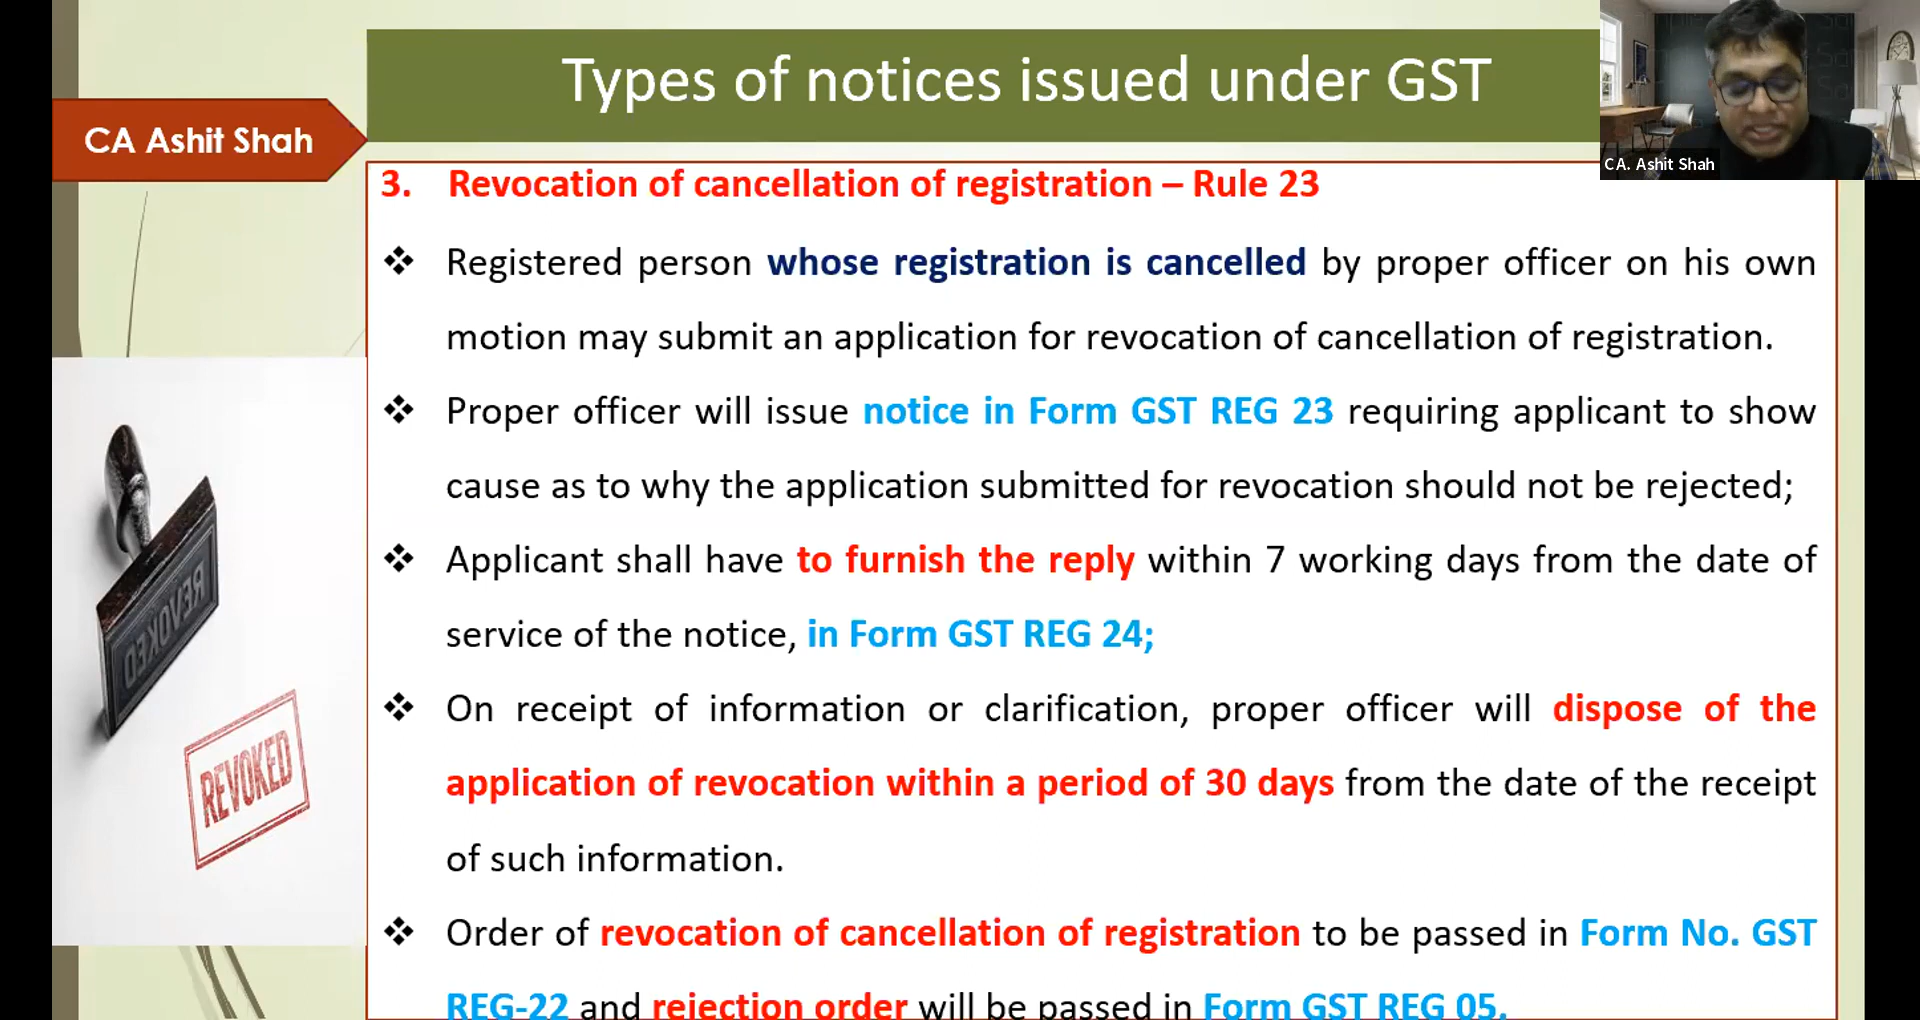 Types of notices issued under GST
CA Ashit Shah
CA. Ashit Shah
3. Revocation of cancellation of registration – Rule 23
❖ Registered person whose registration is cancelled by proper officer on his own
motion may submit an application for revocation of cancellation of registration.
❖ Proper officer will issue notice in Form GST REG 23 requiring applicant to show
cause as to why the application submitted for revocation should not be rejected;
❖ Applicant shall have to furnish the reply within 7 working days from the date of
service of the notice, in Form GST REG 24;
❖ On receipt of information or clarification, proper officer will dispose of the
application of revocation within a period of 30 days from the date of the receipt
of such information.
❖ Order of revocation of cancellation of registration to be passed in Form No. GST
REG-22 and rejection order will be passed in Form GST REG 05.
REVOKED
REVOKED